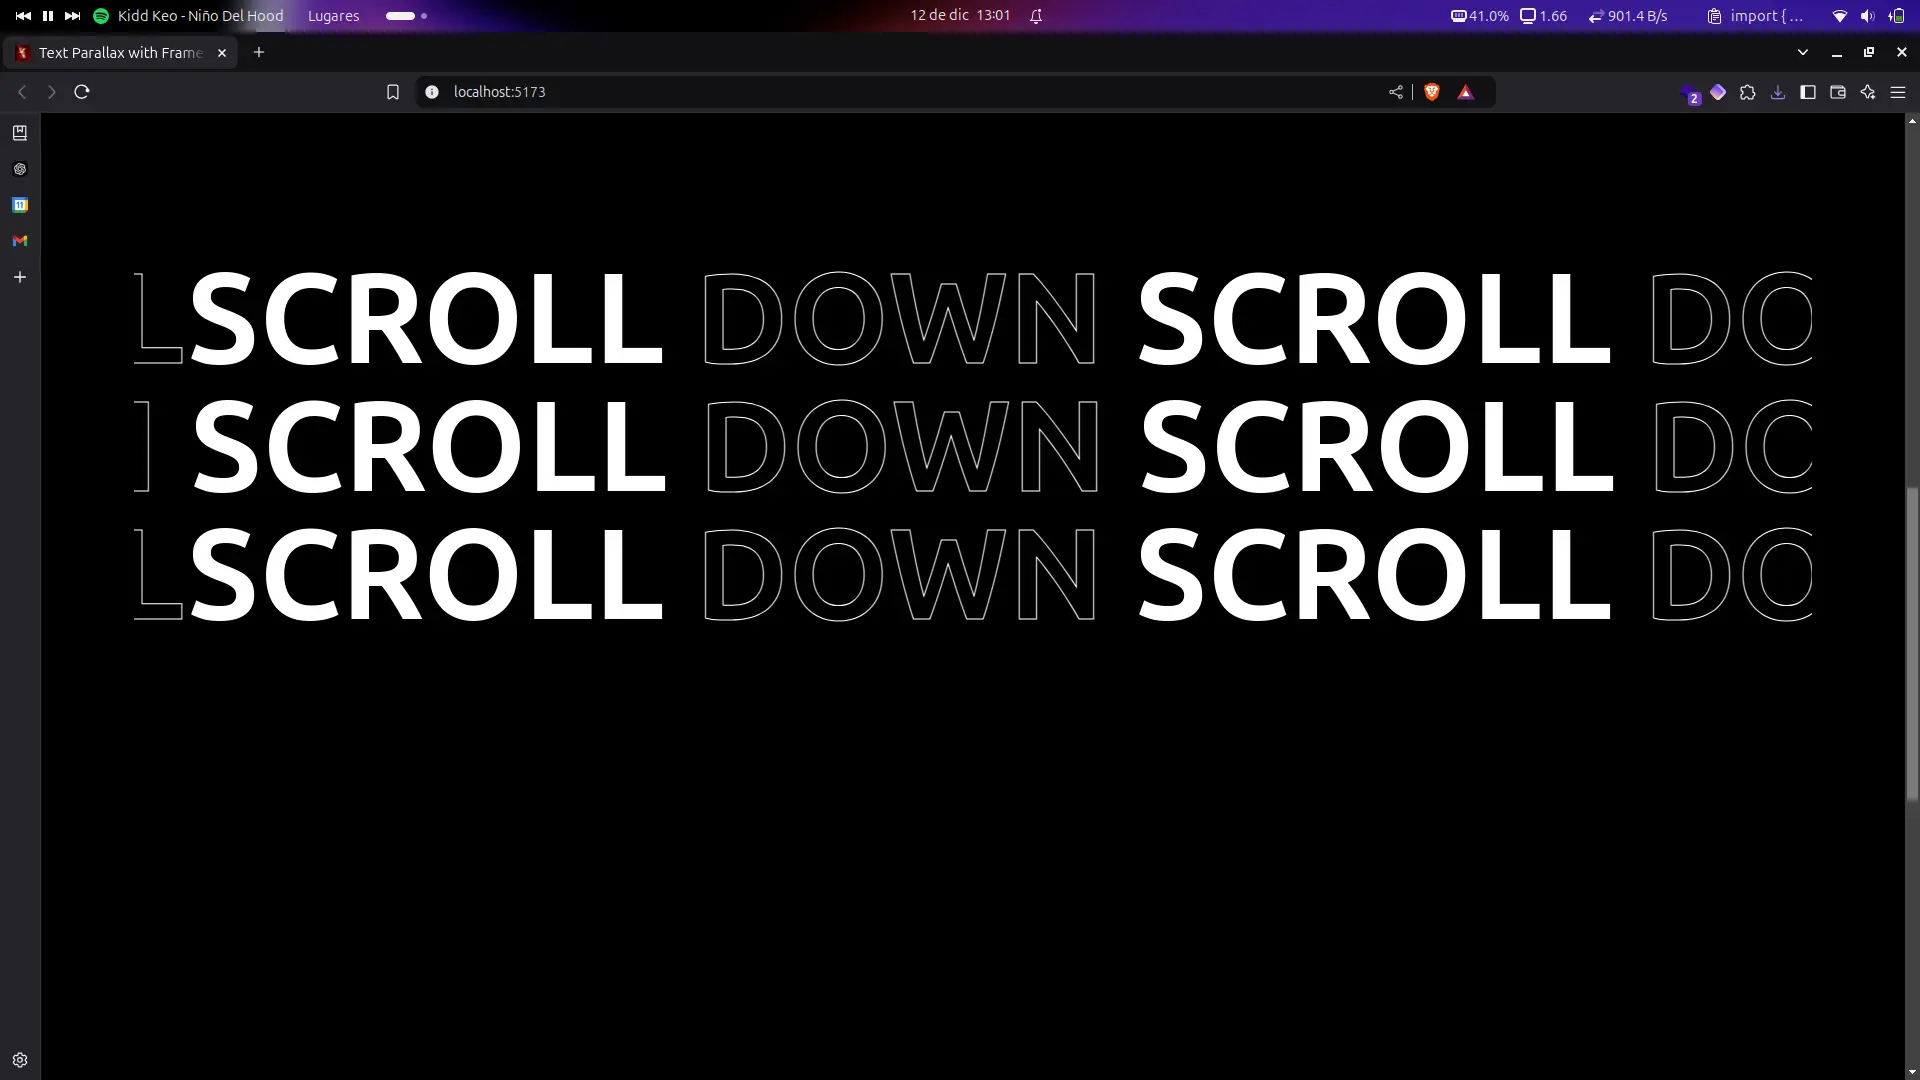 Kidd Keo - Niño Del Hood Lugares 12 de dic 13:01 41.0% 1.66 901.4 B/s import { ...
Text Parallax with Frame
localhost:5173
2
11
L SCROLL DOWN SCROLL DO
SCROLL DOWN SCROLL DO
L SCROLL DOWN SCROLL DO